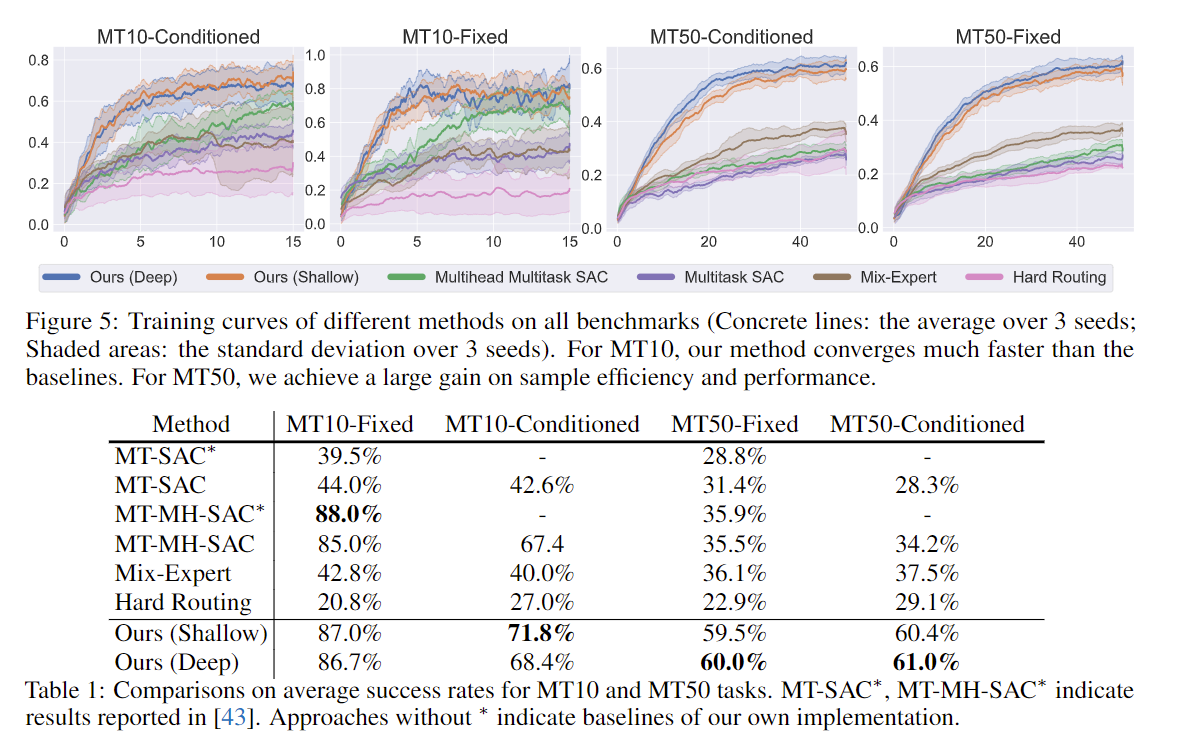 MT10-Conditioned
MT10-Fixed
MT50-Conditioned
MT50-Fixed
0.8
0.6
0.4
0.2
0.0
0
5
10
15
1.0
0.8
0.6
0.4
0.2
0.0
0
5
10
15
0.6
0.4
0.2
0.0
0
20
40
0.6
0.4
0.2
0.0
0
20
40
Ours (Deep) Ours (Shallow) Multihead Multitask SAC Multitask SAC Mix-Expert Hard Routing
Figure 5: Training curves of different methods on all benchmarks (Concrete lines: the average over 3 seeds;
Shaded areas: the standard deviation over 3 seeds). For MT10, our method converges much faster than the
baselines. For MT50, we achieve a large gain on sample efficiency and performance.
Method MT10-Fixed MT10-Conditioned MT50-Fixed MT50-Conditioned
MT-SAC* 39.5% - 28.8% -
MT-SAC 44.0% 42.6% 31.4% 28.3%
MT-MH-SAC* 88.0% - 35.9% -
MT-MH-SAC 85.0% 67.4 35.5% 34.2%
Mix-Expert 42.8% 40.0% 36.1% 37.5%
Hard Routing 20.8% 27.0% 22.9% 29.1%
Ours (Shallow) 87.0% 71.8% 59.5% 60.4%
Ours (Deep) 86.7% 68.4% 60.0% 61.0%
Table 1: Comparisons on average success rates for MT10 and MT50 tasks. MT-SAC*, MT-MH-SAC* indicate
results reported in [43]. Approaches without * indicate baselines of our own implementation.